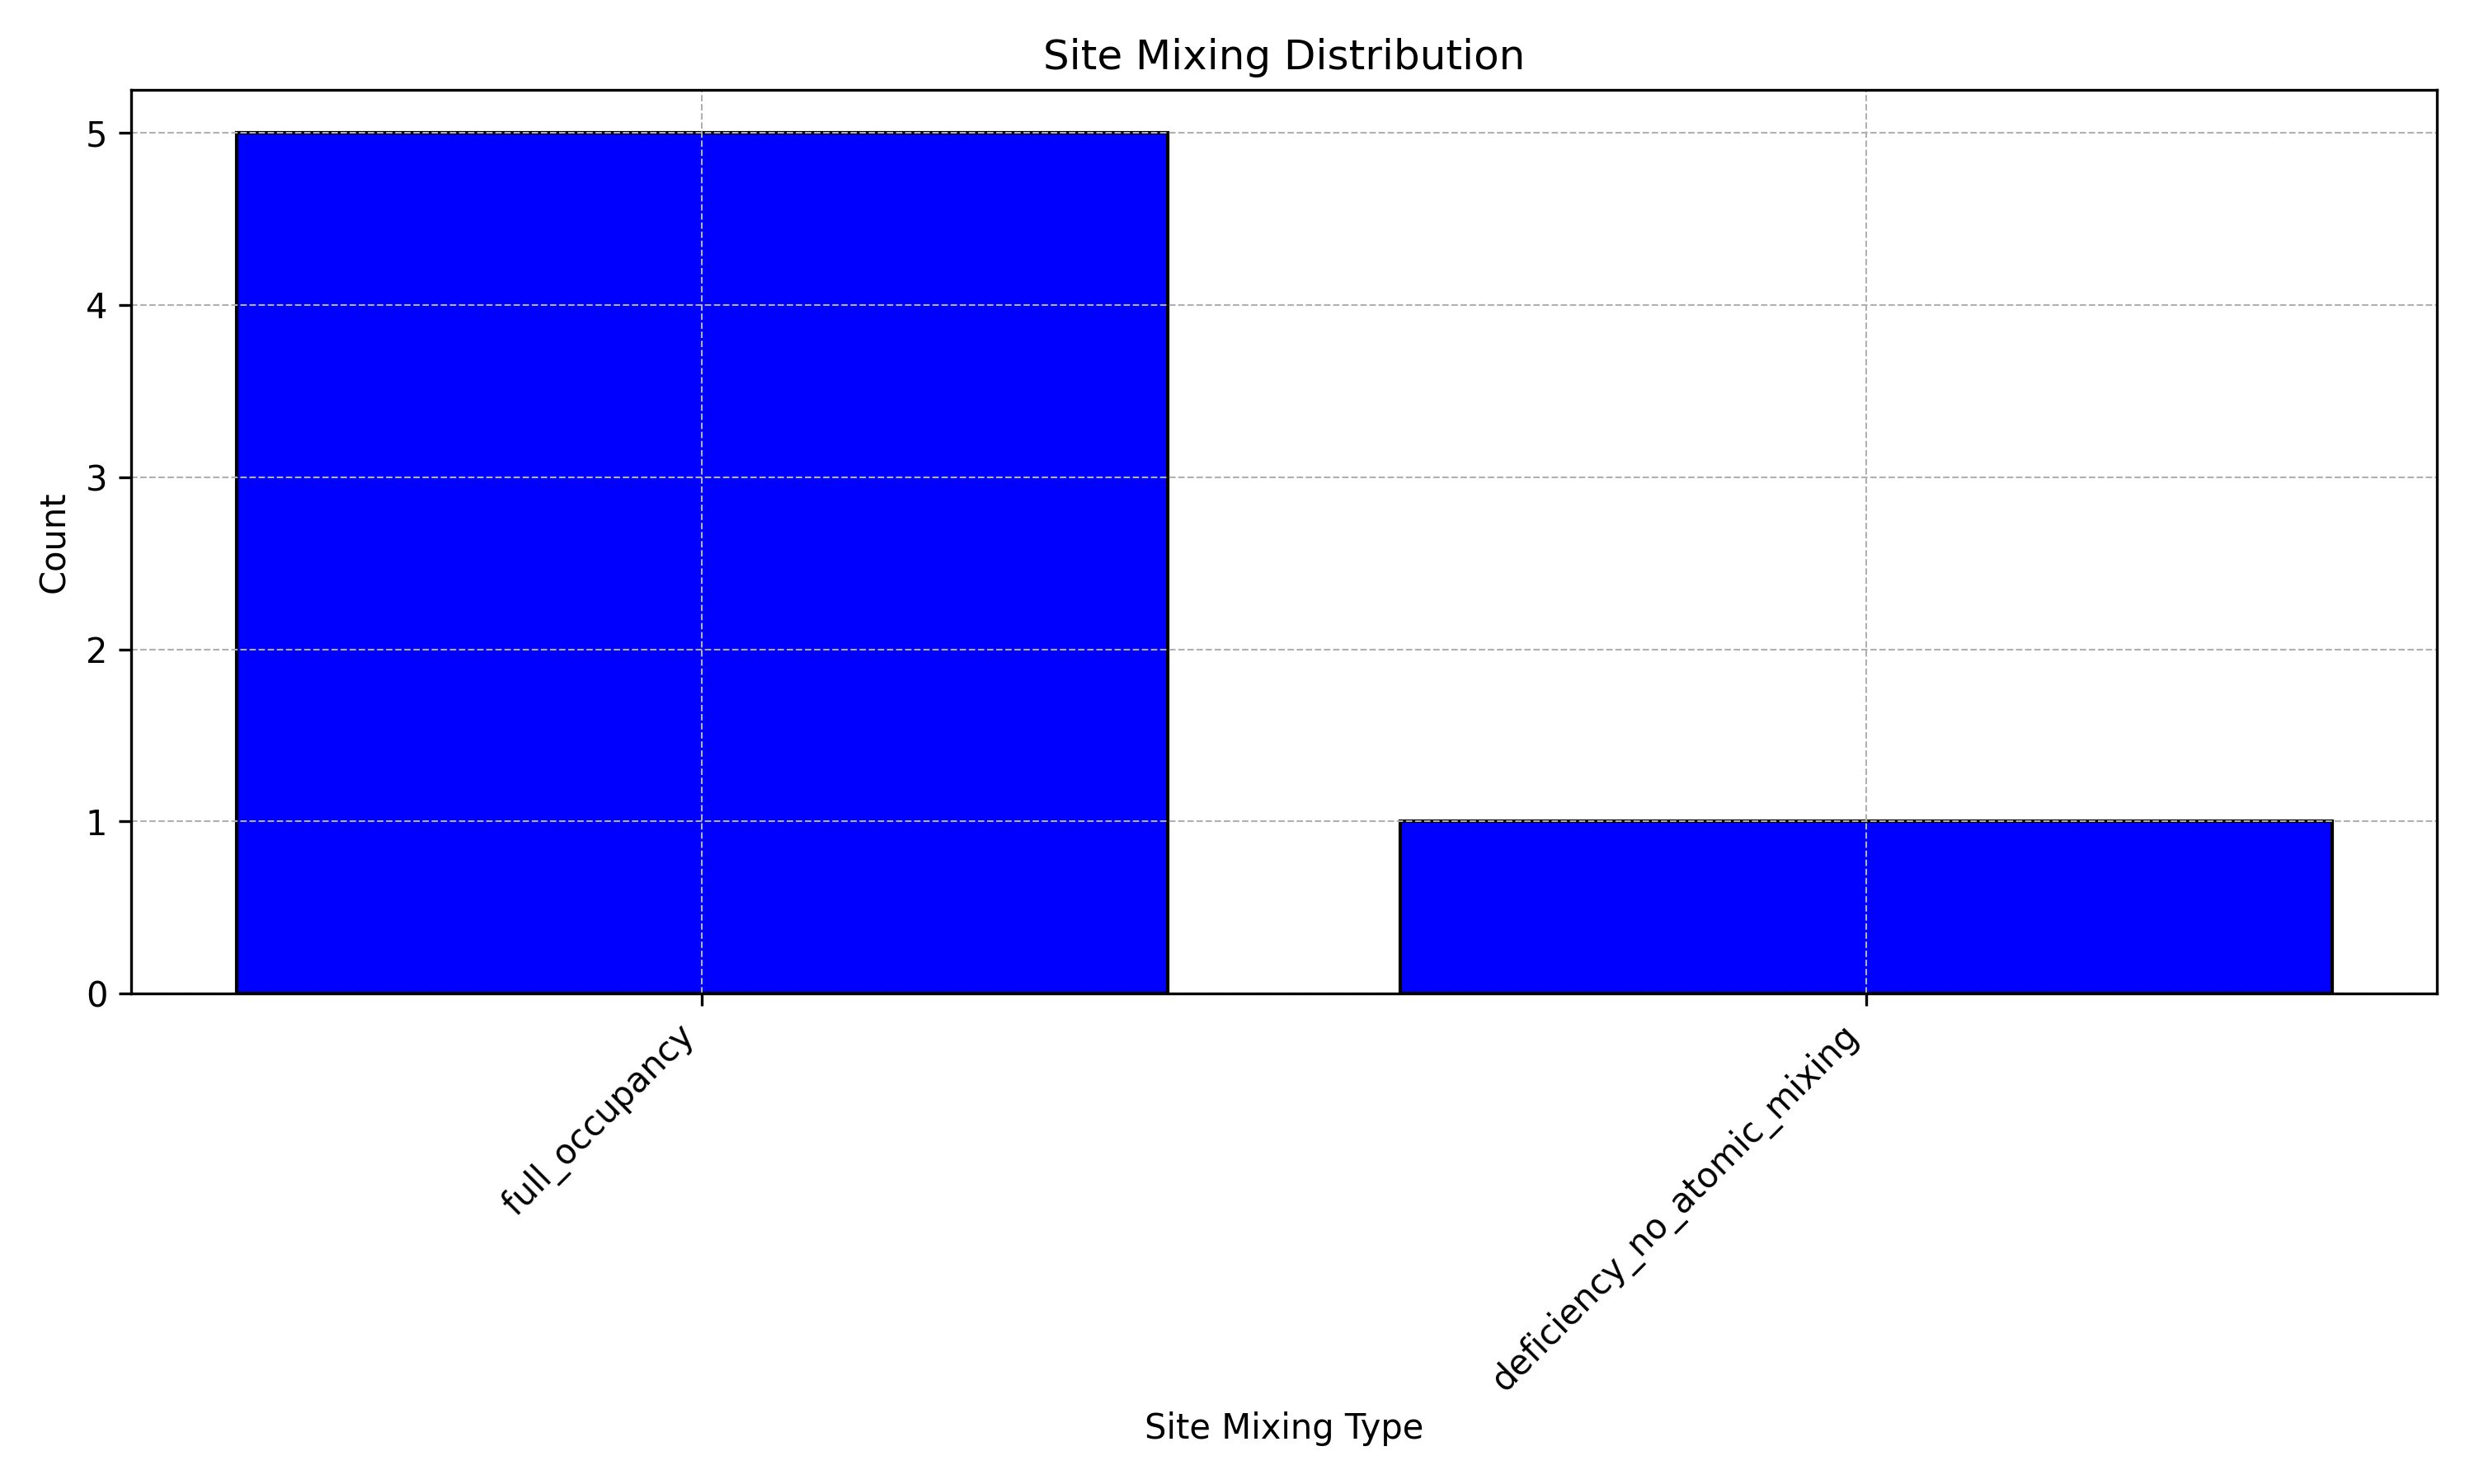 Site Mixing Distribution
Count
5
4
3
2
1
0
full_occupancy
deficiency_no_atomic_mixing
Site Mixing Type